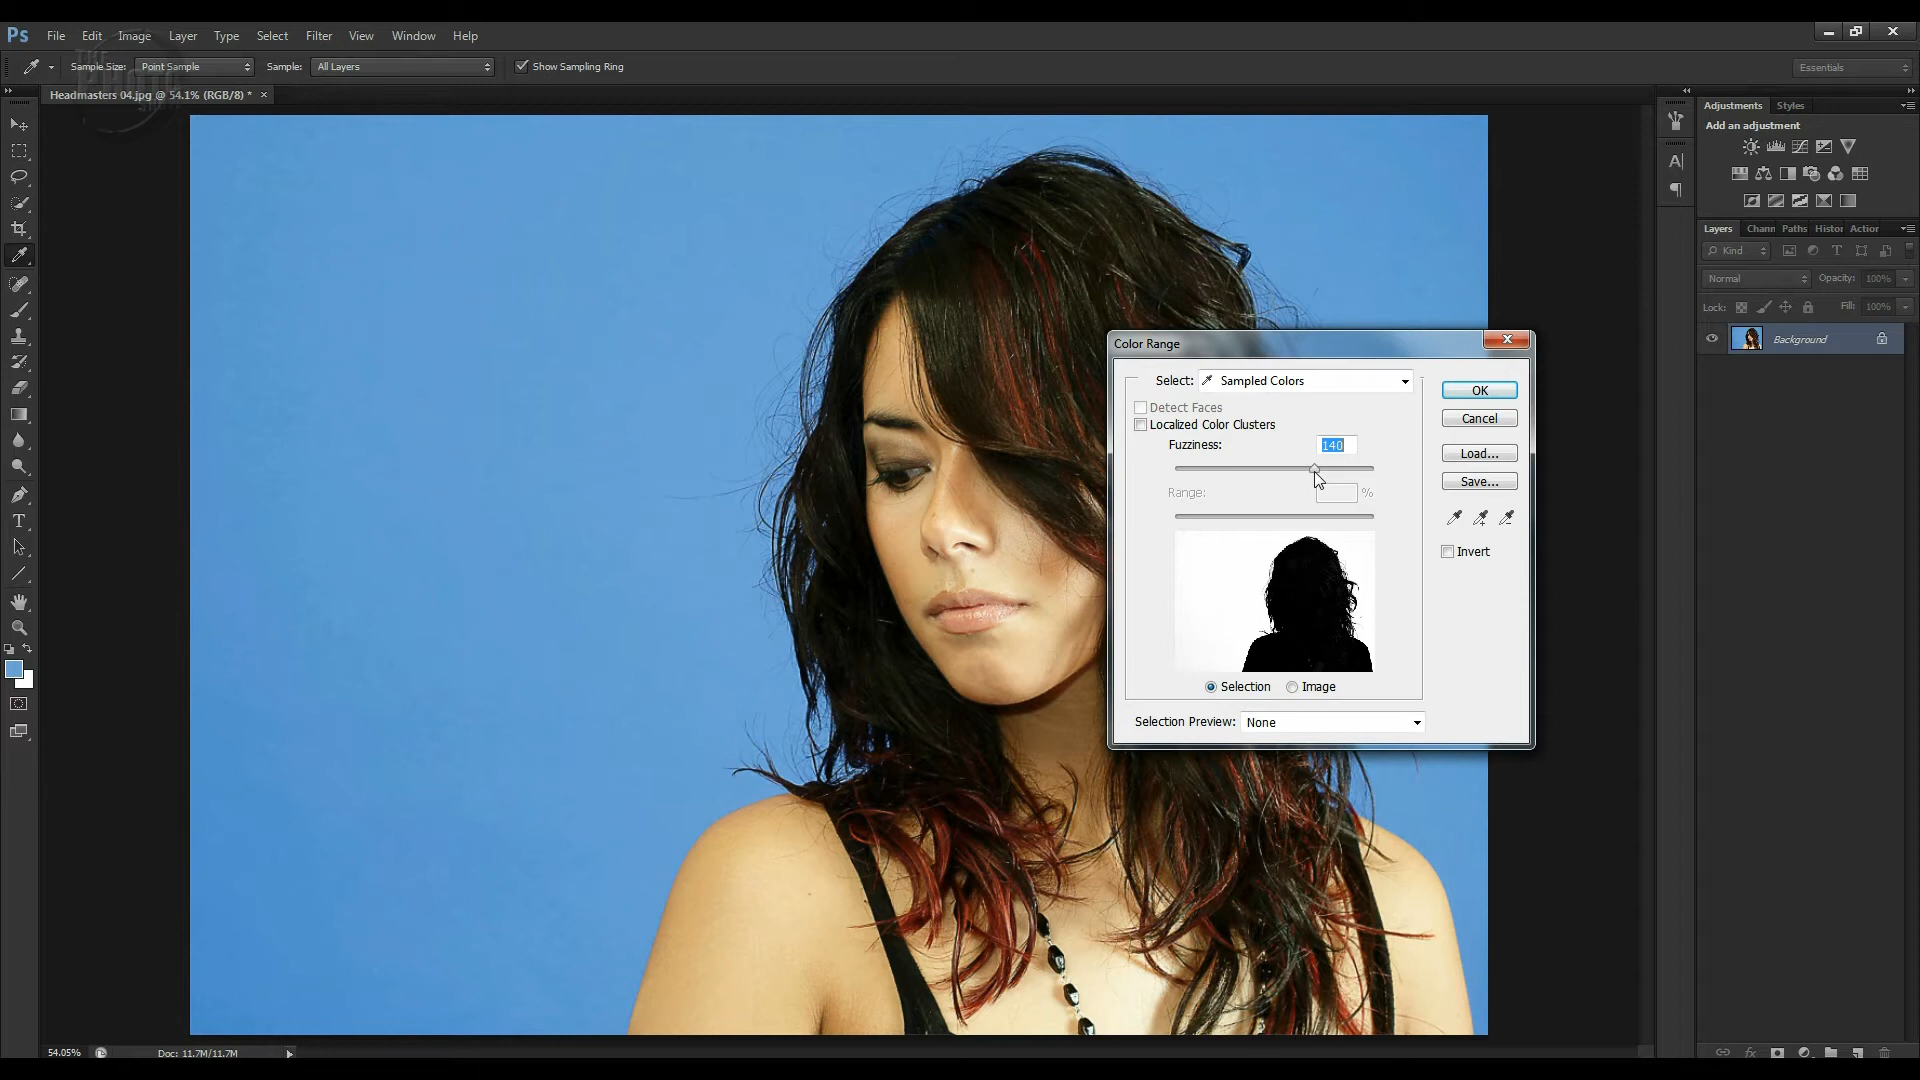 Ps File Edit Image Layer Type Select Filter View Window Help
Sample Size: Point Sample Sample: All Layers Show Sampling Ring Essentials
THE PHOTO
Headmasters 04.jpg @ 54.1% (RGB/8) * ×
Adjustments Styles
Add an adjustment
Layers Chann Paths Histor Action
Kind
Normal Opacity: 100%
Lock: Fill: 100%
Background
Color Range
Select: Sampled Colors
OK
Detect Faces
Cancel
Localized Color Clusters
Fuzziness: 140
Load...
Save...
Range: %
Invert
Selection Image
Selection Preview: None
54.05% Doc: 11.7M/11.7M